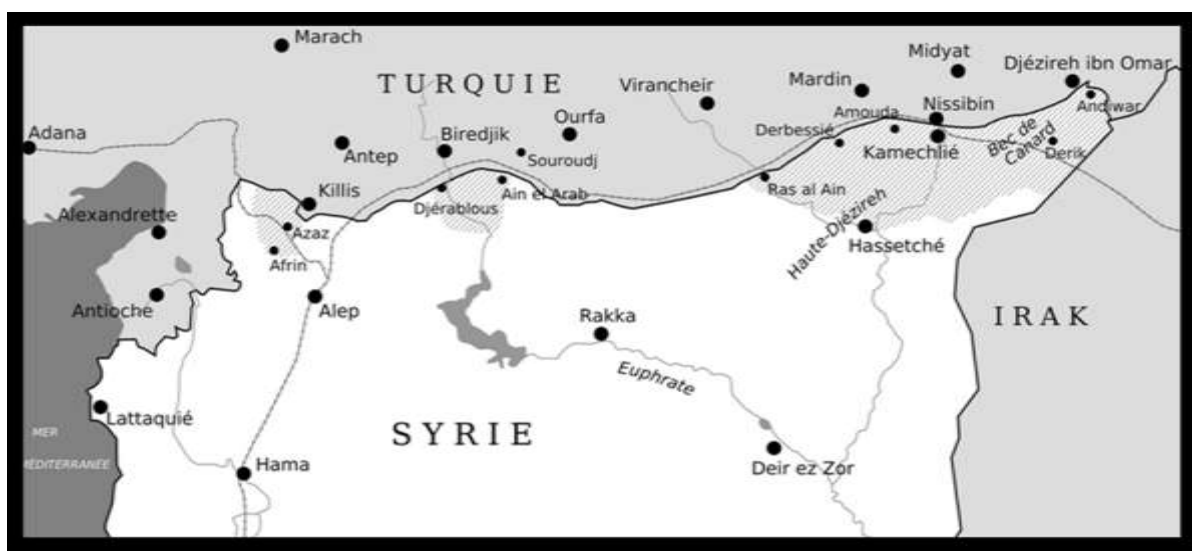 Marach
Midyat
Djézireh ibn Omar
TURQUIE
Virancheir
Mardin
Andiwar
Amouda
Nissibin
Adana
Ourfa
Biredjik
Antep
Souroudj
Derbessié
Kamechlié
Bec de
Canard
Derik
Killis
Ain el Arab
Ras al Ain
Djérablous
Alexandrette
Azaz
Haute-Djézireh
Hassetché
Afrin
Antioche
Alep
Rakka
IRAK
Euphrate
Lattaquié
SYRIE
MER
MÉDITERRANÉE
Hama
Deir ez Zor